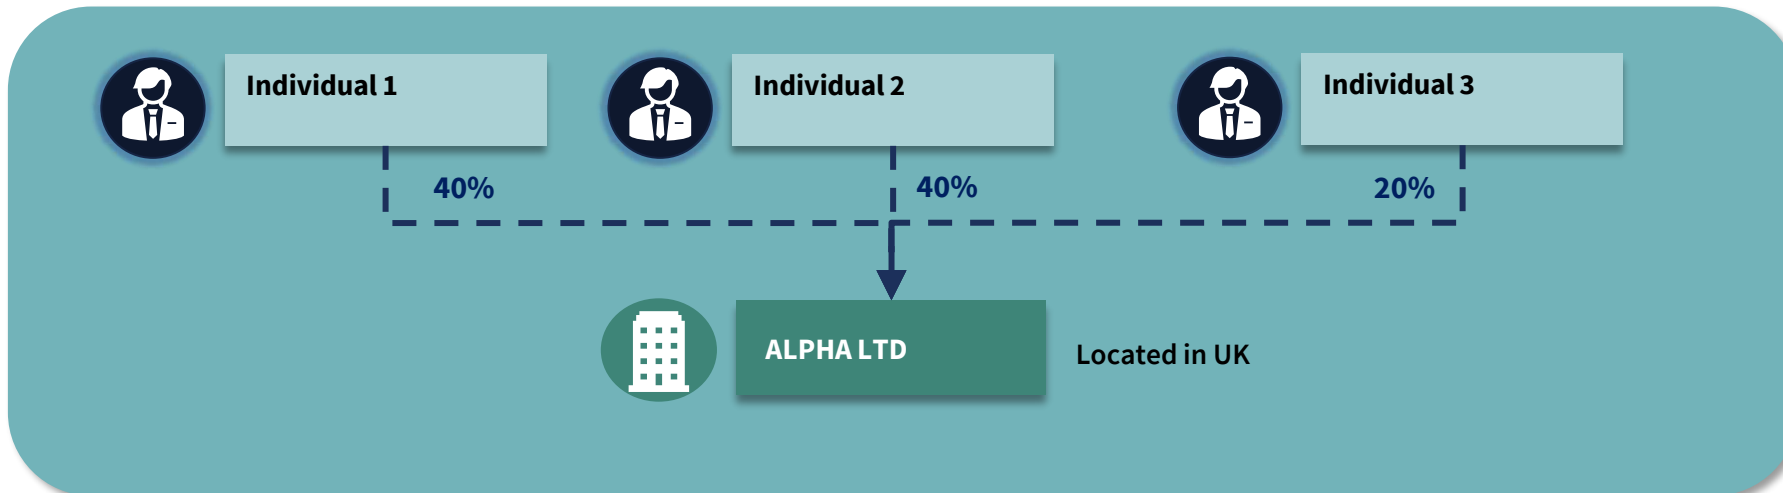 Individual 1
Individual 2
Individual 3
40%
40%
20%
ALPHA LTD
Located in UK